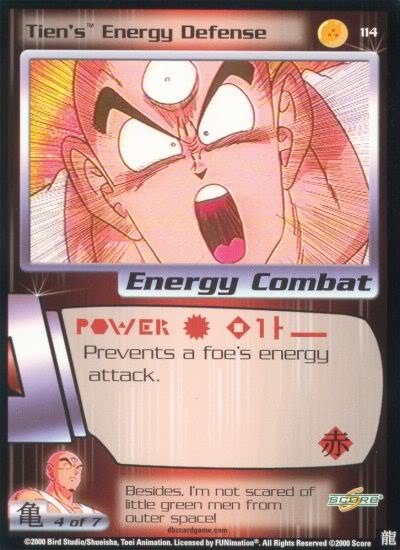 Tien's™ Energy Defense
114
Energy Combat
POWER
Prevents a foe's energy
attack.
赤
Besides, I'm not scared of
little green men from
outer space!
亀 4 of 7
SCORE
©2000 Bird Studio/Shueisha, Toei Animation. Licensed by FUNimation®. All Rights Reserved ©2000 Score
dbzcardgame.com
龍